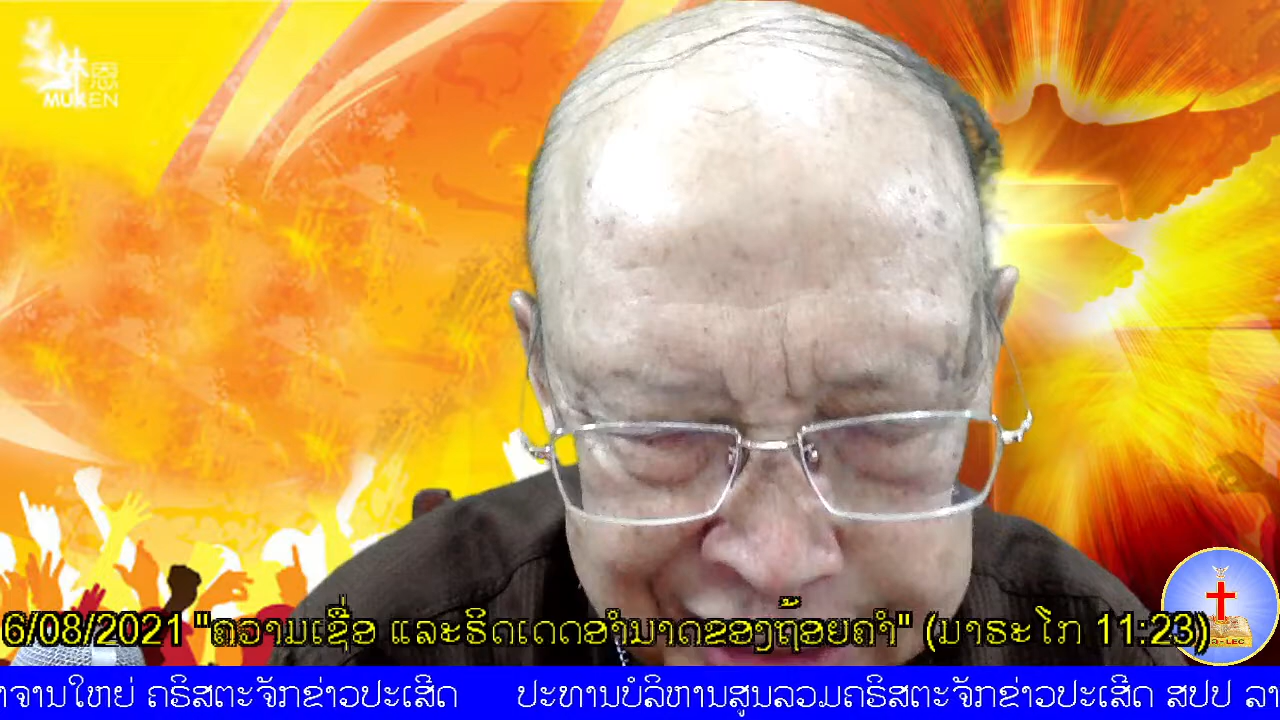 休恩
MUKEN
6/08/2021 "ຄວາມເຊື່ອ ແລະຣິດເດດອຳນາດຂອງຖ້ອຍຄຳ" (ມາຣະໂກ 11:23)
-LEC
າຈານໃຫຍ່ ຄຣິສຕະຈັກຂ່າວປະເສີດ ປະທານບໍລິຫານສູນລວມຄຣິສຕະຈັກຂ່າວປະເສີດ ສປປ ລາ